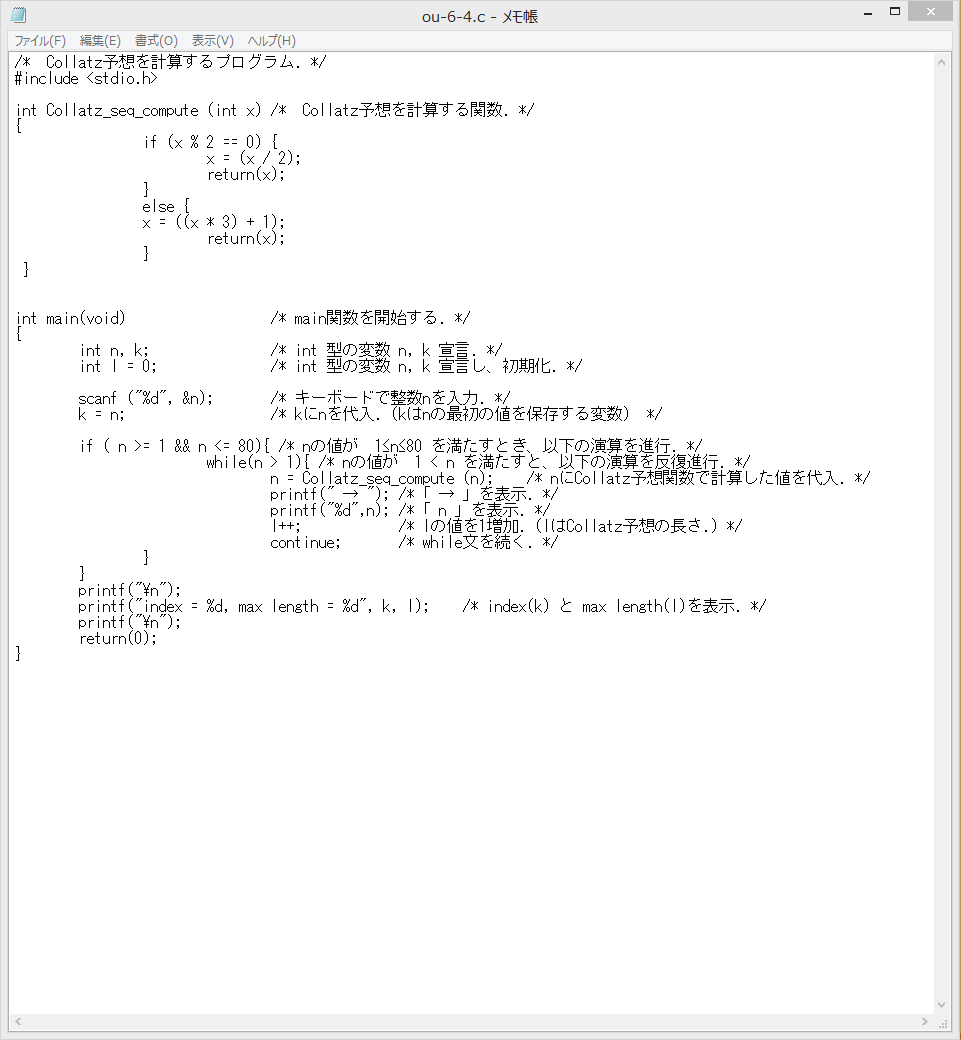 ou-6-4.c - メモ帳
ファイル(F) 編集(E) 書式(O) 表示(V) ヘルプ(H)
/*  Collatz予想を計算するプログラム. */
#include <stdio.h>
int Collatz_seq_compute (int x) /*  Collatz予想を計算する関数. */
{
if (x % 2 == 0) {
x = (x / 2);
return(x);
}
else {
x = ((x * 3) + 1);
return(x);
}
}
int main(void) /* main関数を開始する. */
{
int n, k; /* int 型の変数 n, k 宣言. */
int l = 0; /* int 型の変数 n, k 宣言し、初期化. */
scanf ("%d", &n); /* キーボードで整数nを入力. */
k = n; /* kにnを代入. (kはnの最初の値を保存する変数) */
if ( n >= 1 && n <= 80){ /* nの値が 1≤n≤80 を満たすとき、以下の演算を進行. */
while(n > 1){ /* nの値が 1 < n を満たすと、以下の演算を反復進行. */
n = Collatz_seq_compute (n); /* nにCollatz予想関数で計算した値を代入. */
printf(" → "); /*「 → 」を表示. */
printf("%d",n); /*「 n 」を表示. */
l++; /* lの値を1増加. (lはCollatz予想の長さ.) */
continue; /* while文を続く. */
}
}
printf("¥n");
printf("index = %d, max length = %d", k, l); /* index(k) と max length(l)を表示. */
printf("¥n");
return(0);
}